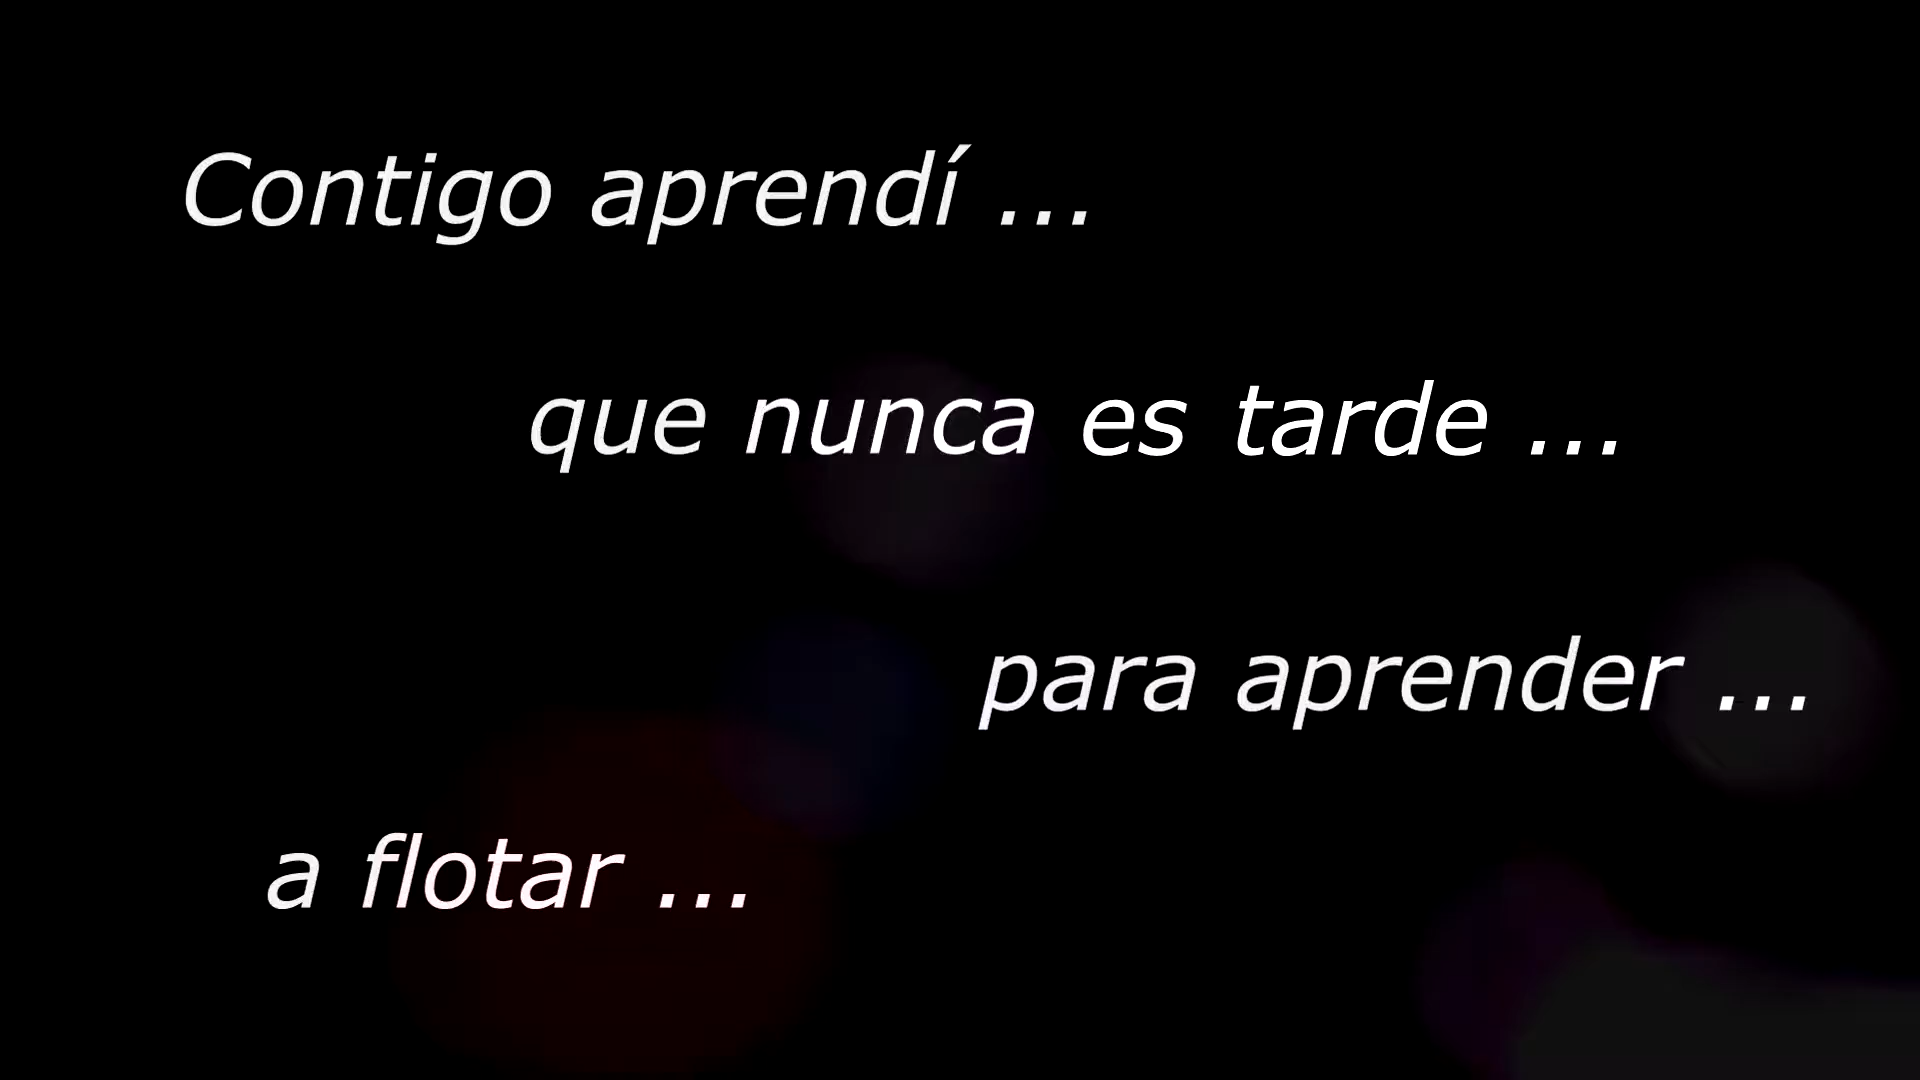 Contigo aprendí ...
que nunca es tarde ...
para aprender ...
a flotar ...